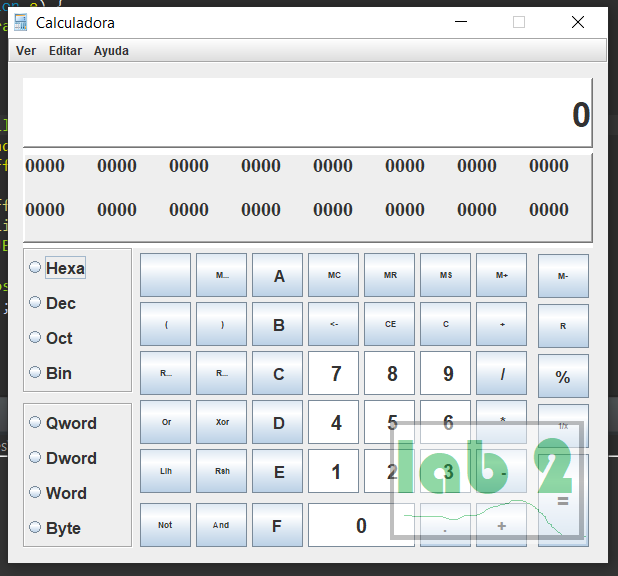 Calculadora
Ver Editar Ayuda
0
0000 0000 0000 0000 0000 0000 0000 0000
0000 0000 0000 0000 0000 0000 0000 0000
Hexa
Dec
Oct
Bin
Qword
Dword
Word
Byte
M... A MC MR MS M+ M-
( ) B <- CE C + R
R... R... C 7 8 9 / %
Or Xor D 4 5 6 * 1/x
Llh Rsh E 1 2 3 - =
Not And F 0 . +
lab 2